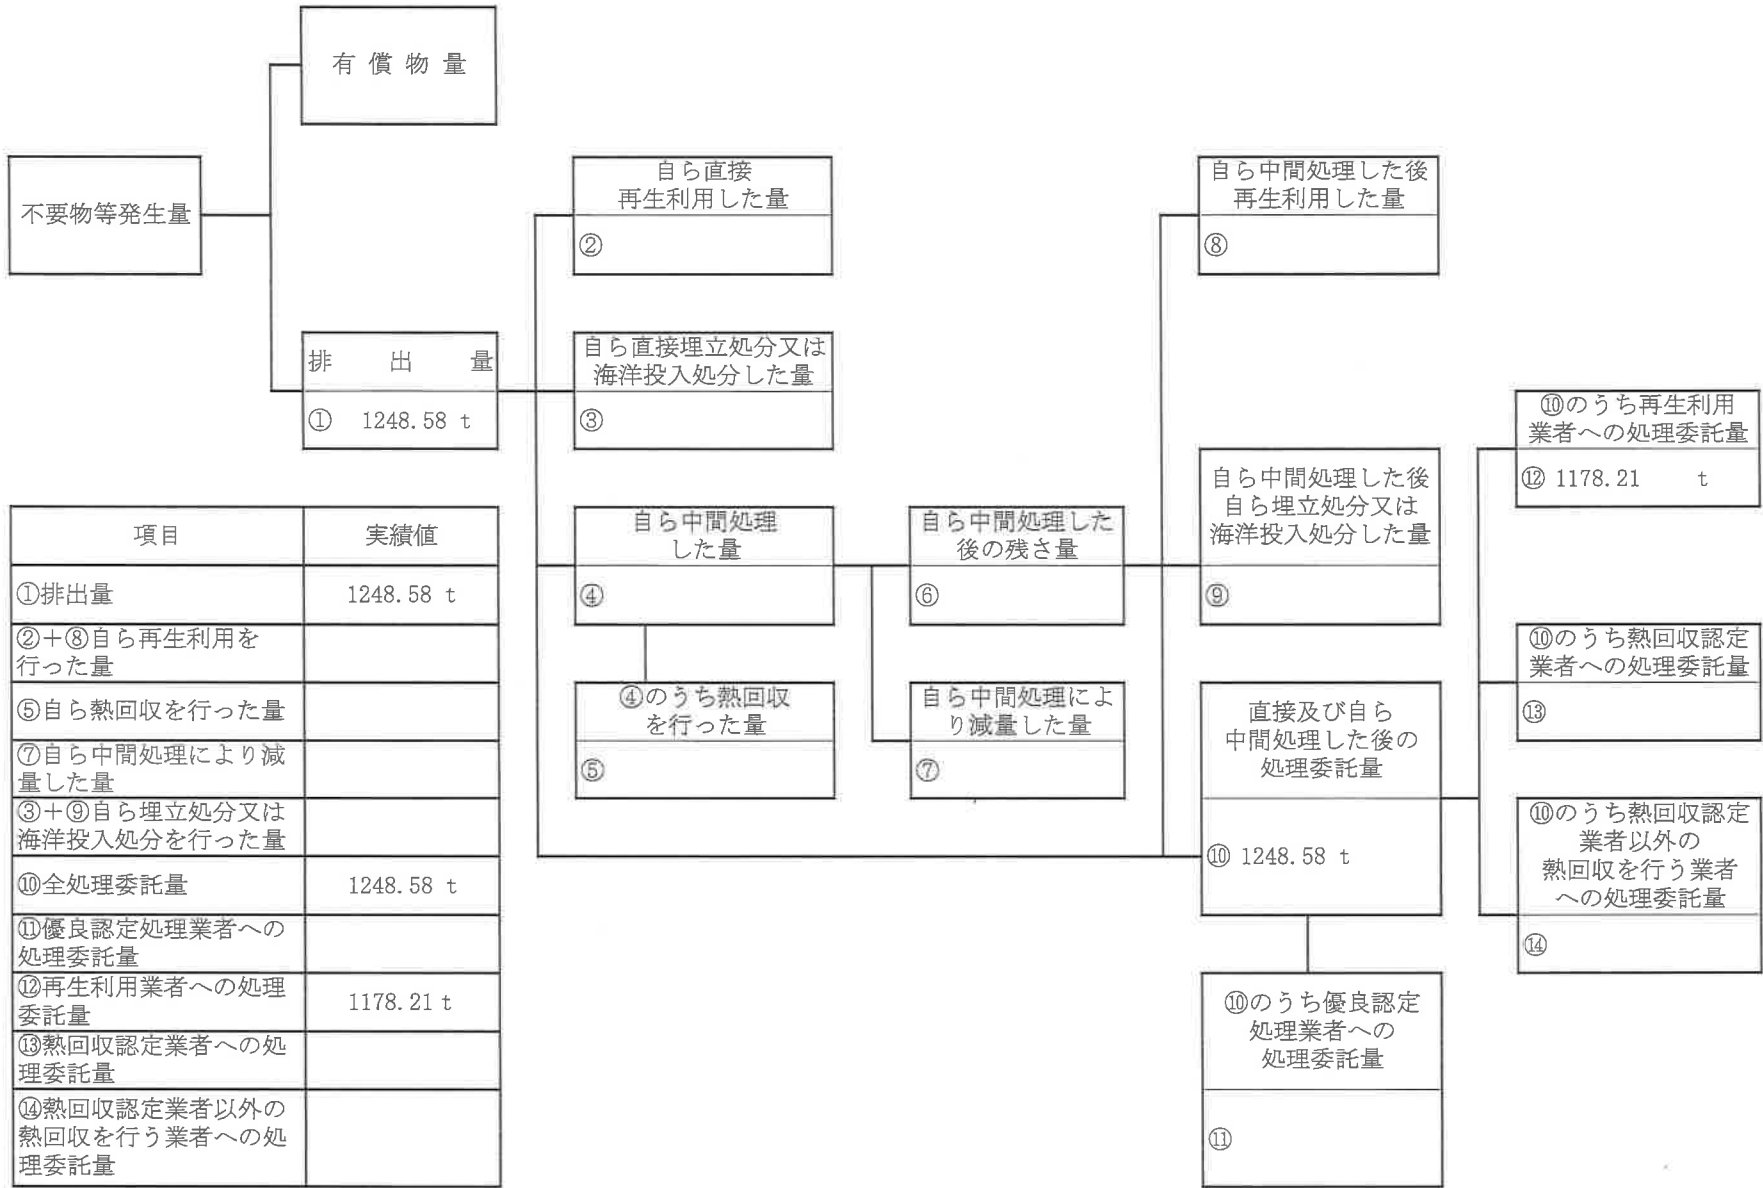 有 償 物 量
不要物等発生量
自ら直接
再生利用した量
②
自ら中間処理した後
再生利用した量
⑧
排 出 量
① 1248.58 t
自ら直接埋立処分又は
海洋投入処分した量
③
⑩のうち再生利用
業者への処理委託量
⑫ 1178.21 t
自ら中間処理
した量
④
自ら中間処理した
後の残さ量
⑥
自ら中間処理した後
自ら埋立処分又は
海洋投入処分した量
⑨
⑩のうち熱回収認定
業者への処理委託量
⑬
④のうち熱回収
を行った量
⑤
自ら中間処理によ
り減量した量
⑦
直接及び自ら
中間処理した後の
処理委託量
⑩ 1248.58 t
⑩のうち熱回収認定
業者以外の
熱回収を行う業者
への処理委託量
⑭
⑩のうち優良認定
処理業者への
処理委託量
⑪
項目 実績値
①排出量 1248.58 t
②+⑧自ら再生利用を
行った量
⑤自ら熱回収を行った量
⑦自ら中間処理により減
量した量
③+⑨自ら埋立処分又は
海洋投入処分を行った量
⑩全処理委託量 1248.58 t
⑪優良認定処理業者への
処理委託量
⑫再生利用業者への処理
委託量 1178.21 t
⑬熱回収認定業者への処
理委託量
⑭熱回収認定業者以外の
熱回収を行う業者への処
理委託量